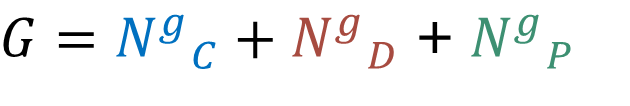 G = N^g_C + N^g_D + N^g_P